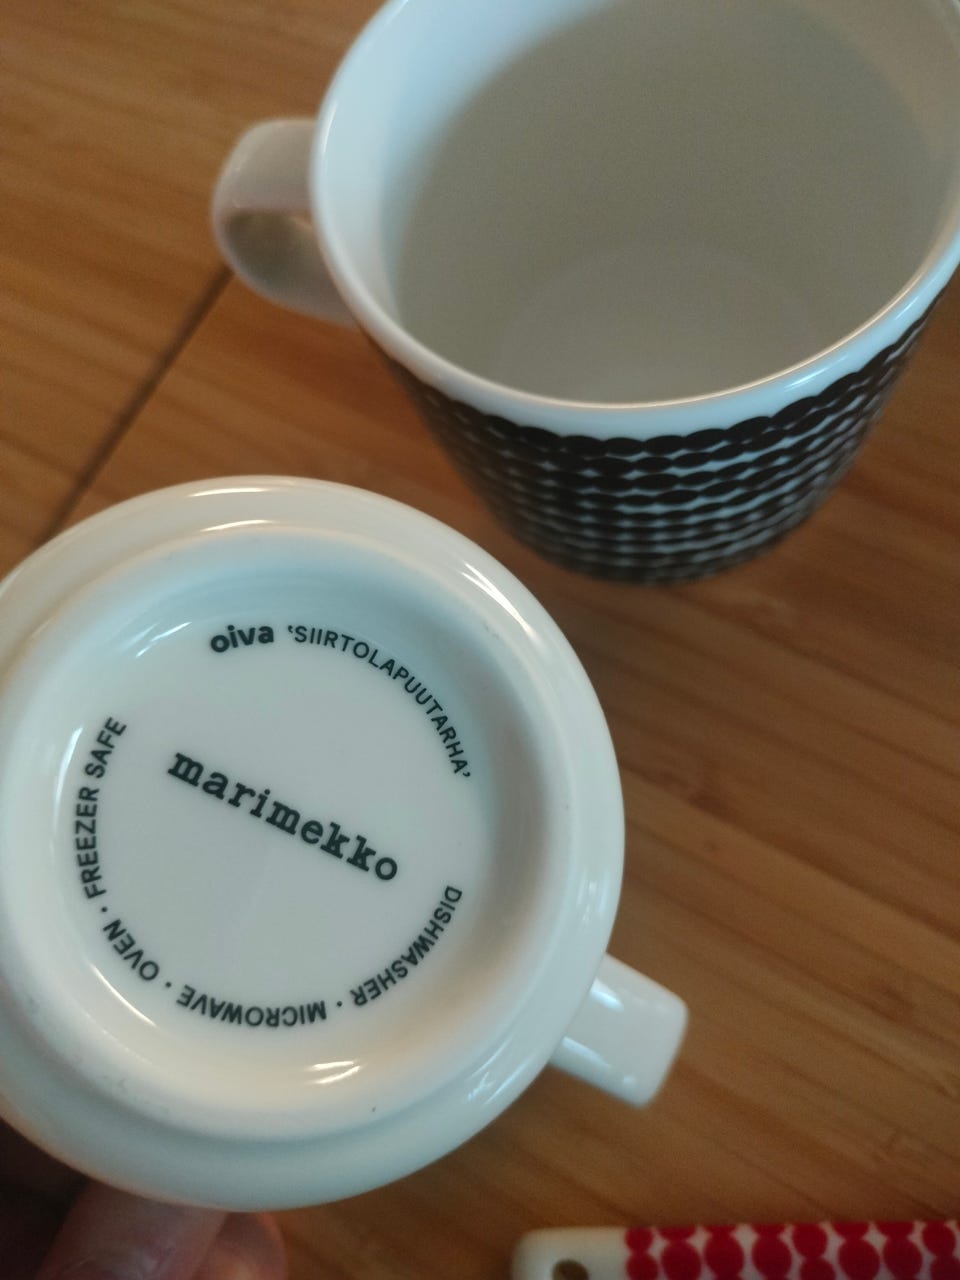 oiva 'SIIRTOLAPUUTARHA'
marimekko
DISHWASHER · MICROWAVE · OVEN · FREEZER SAFE